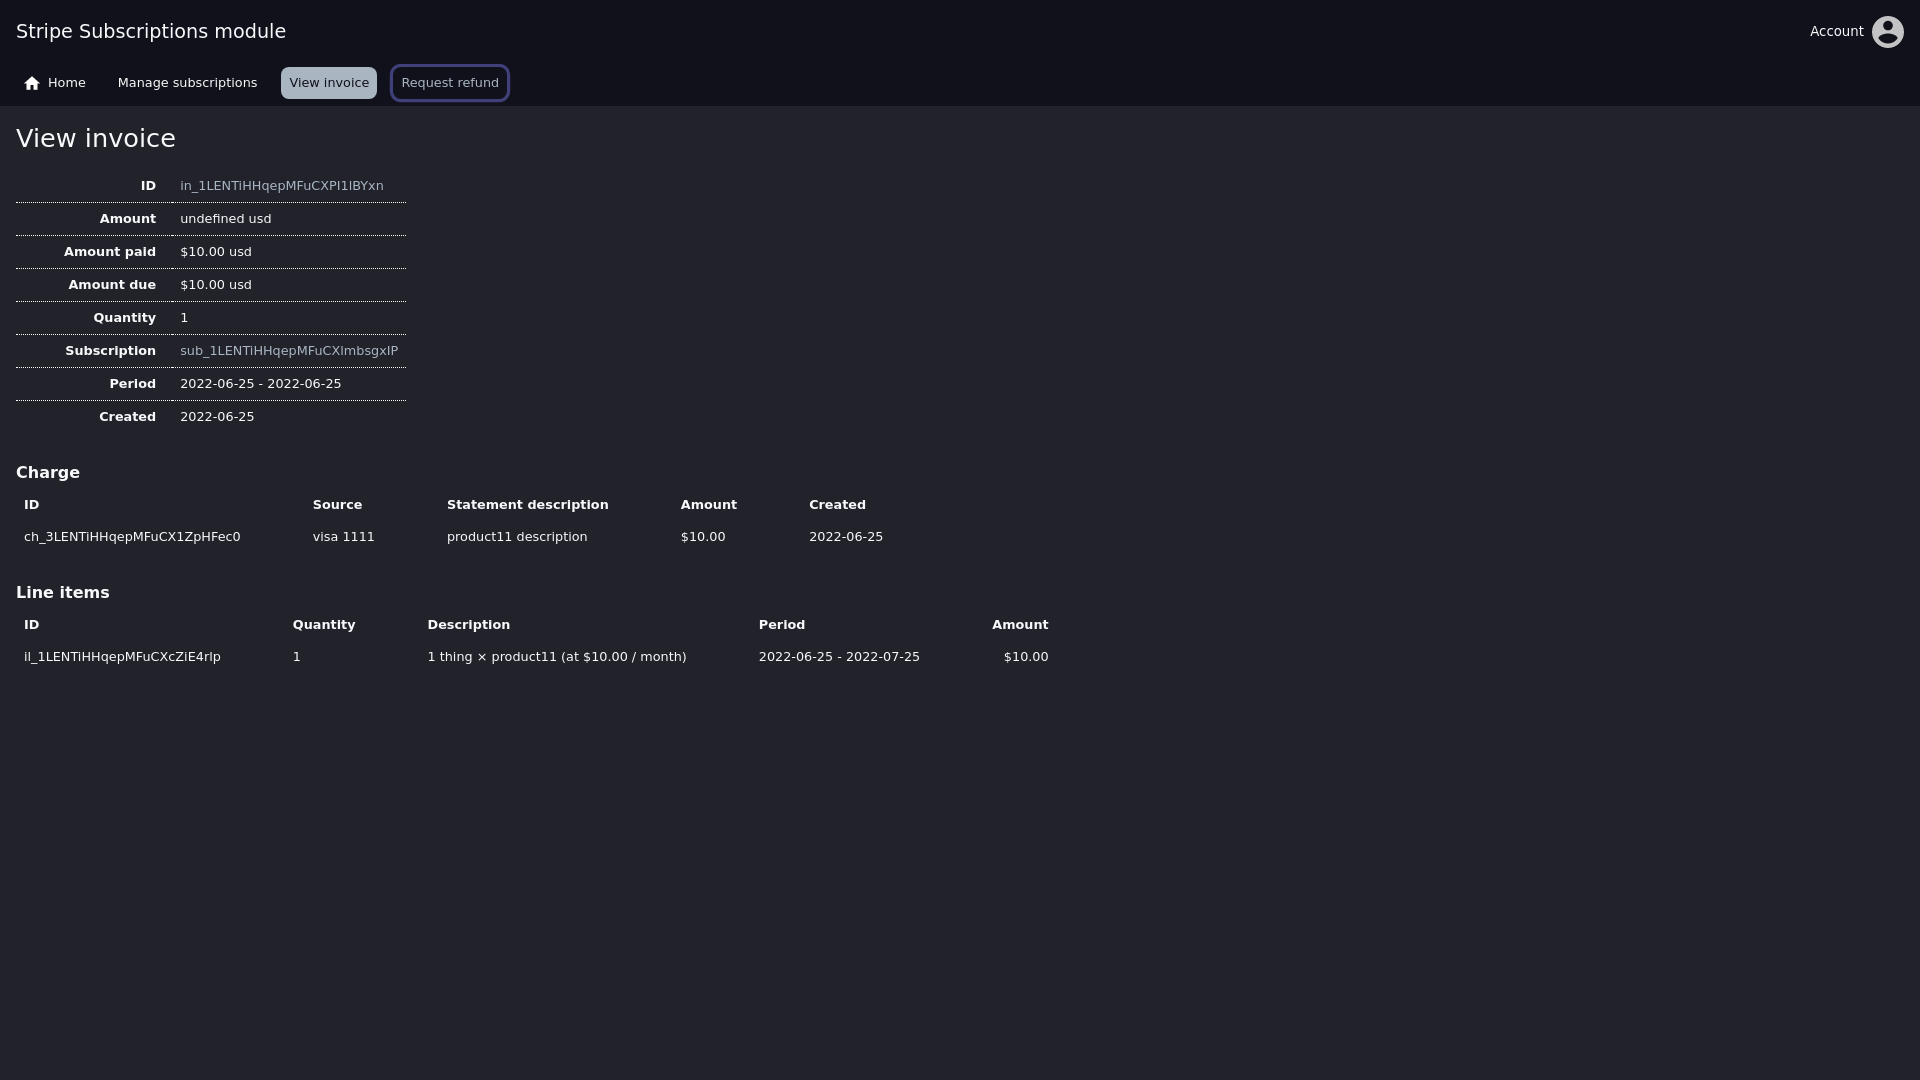 Stripe Subscriptions module
Account
Home Manage subscriptions View invoice Request refund
View invoice
ID in_1LENTiHHqepMFuCXPI1IBYxn
Amount undefined usd
Amount paid $10.00 usd
Amount due $10.00 usd
Quantity 1
Subscription sub_1LENTiHHqepMFuCXlmbsgxIP
Period 2022-06-25 - 2022-06-25
Created 2022-06-25
Charge
ID Source Statement description Amount Created
ch_3LENTiHHqepMFuCX1ZpHFec0 visa 1111 product11 description $10.00 2022-06-25
Line items
ID Quantity Description Period Amount
il_1LENTiHHqepMFuCXcZiE4rlp 1 1 thing × product11 (at $10.00 / month) 2022-06-25 - 2022-07-25 $10.00